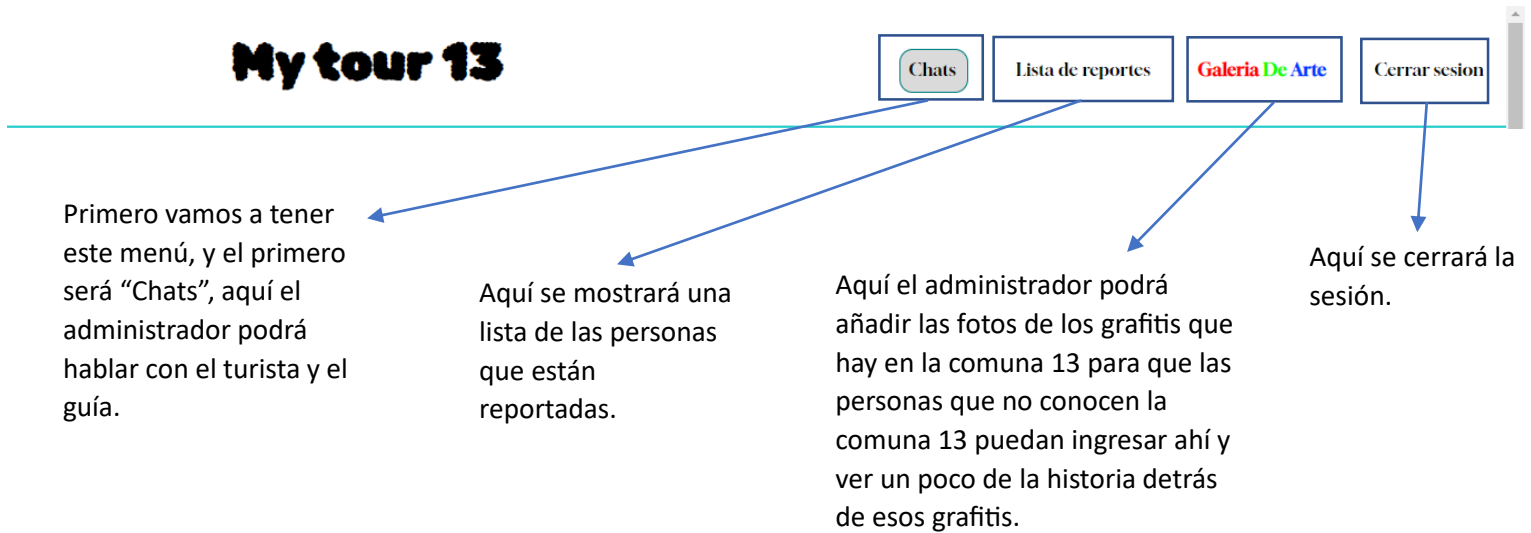 My tour 13
Chats
Lista de reportes
Galeria De Arte
Cerrar sesion
Primero vamos a tener
este menú, y el primero
será “Chats”, aquí el
administrador podrá
hablar con el turista y el
guía.
Aquí se mostrará una
lista de las personas
que están
reportadas.
Aquí el administrador podrá
añadir las fotos de los grafitis que
hay en la comuna 13 para que las
personas que no conocen la
comuna 13 puedan ingresar ahí y
ver un poco de la historia detrás
de esos grafitis.
Aquí se cerrará la
sesión.